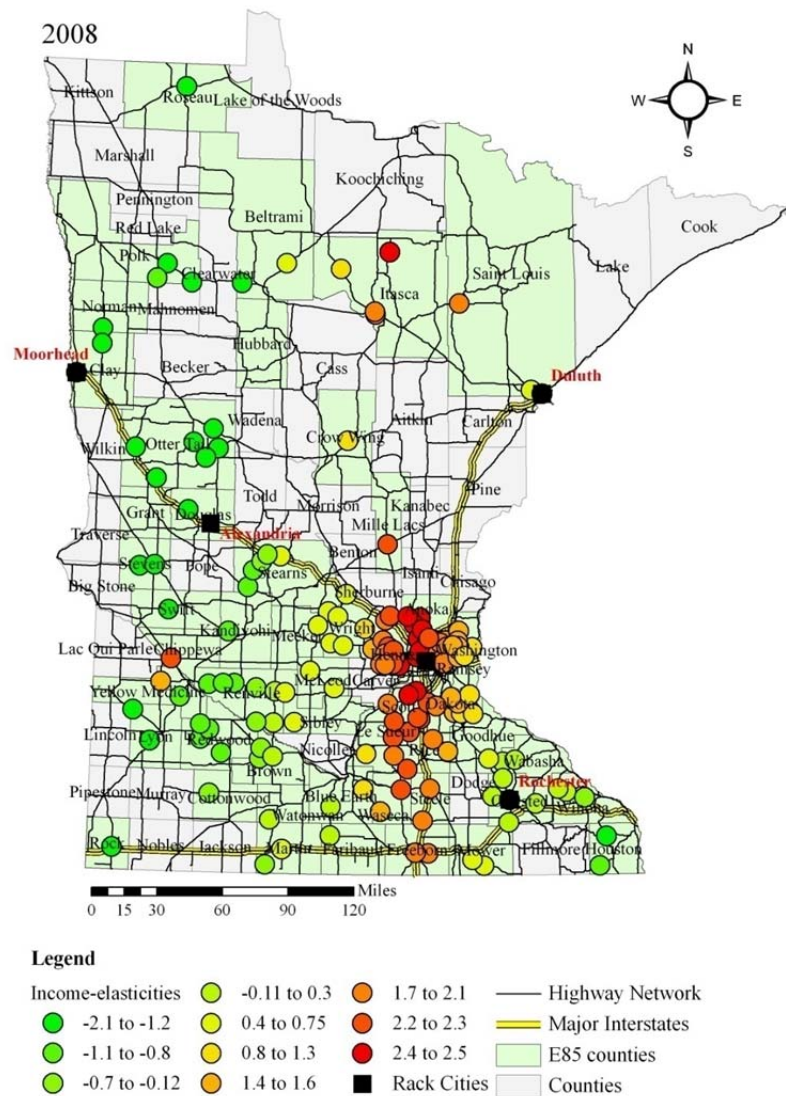 2008
N
W E
S
Kittson
Roseau
Lake of the Woods
Marshall
Koochiching
Pennington
Beltrami
Red Lake
Cook
Polk
Clearwater
Saint Louis
Lake
Itasca
Norman
Mahnomen
Hubbard
Moorhead
Clay
Becker
Cass
Duluth
Wadena
Aitkin
Carlton
Wilkin
Otter Tail
Crow Wing
Pine
Todd
Morrison
Kanabec
Grant
Douglas
Mille Lacs
Traverse
Alexandria
Benton
Stevens
Pope
Stearns
Isanti
Chisago
Big Stone
Sherburne
Swift
Anoka
Kandiyohi
Meeker
Wright
Lac Qui Parle
Chippewa
Washington
Ramsey
McLeod
Carver
Yellow Medicine
Renville
Scott
Dakota
Lincoln
Lyon
Redwood
Sibley
Le Sueur
Rice
Goodhue
Nicollet
Wabasha
Brown
Dodge
Rochester
Pipestone
Murray
Cottonwood
Blue Earth
Waseca
Steele
Winona
Watonwan
Rock
Nobles
Jackson
Martin
Faribault
Freeborn
Mower
Fillmore
Houston
Miles
0 15 30 60 90 120
Legend
Income-elasticities
-2.1 to -1.2
-1.1 to -0.8
-0.7 to -0.12
-0.11 to 0.3
0.4 to 0.75
0.8 to 1.3
1.4 to 1.6
1.7 to 2.1
2.2 to 2.3
2.4 to 2.5
Rack Cities
Highway Network
Major Interstates
E85 counties
Counties